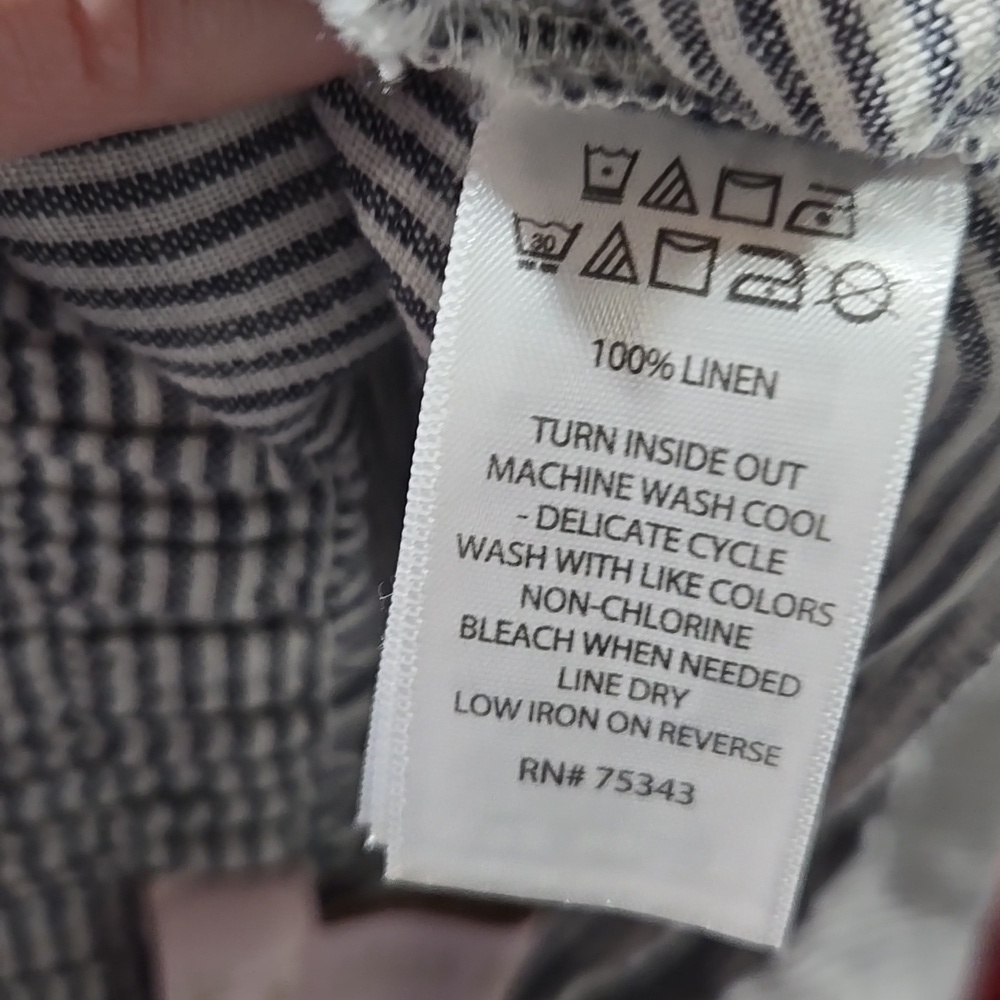 30
100% LINEN
TURN INSIDE OUT
MACHINE WASH COOL
- DELICATE CYCLE
WASH WITH LIKE COLORS
NON-CHLORINE
BLEACH WHEN NEEDED
LINE DRY
LOW IRON ON REVERSE
RN# 75343